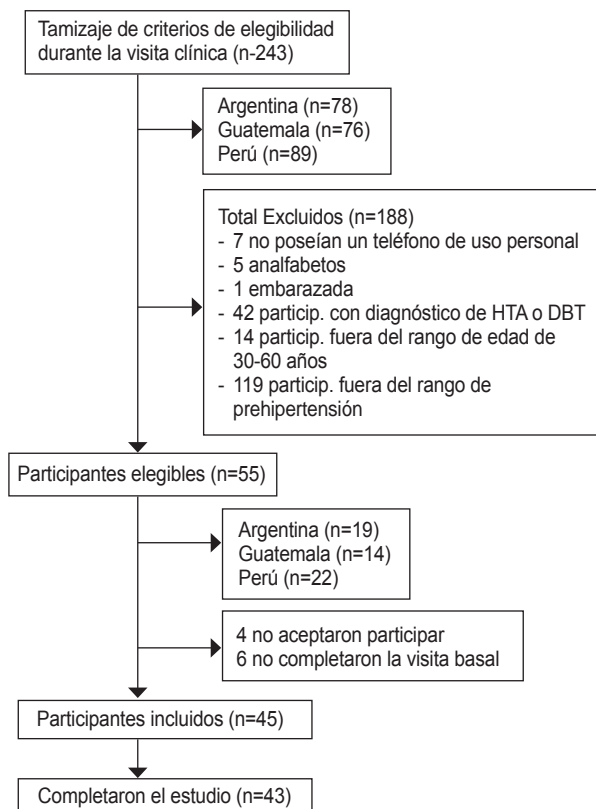 Tamizaje de criterios de elegibilidad
durante la visita clínica (n-243)
Argentina (n=78)
Guatemala (n=76)
Perú (n=89)
Total Excluidos (n=188)
- 7 no poseían un teléfono de uso personal
- 5 analfabetos
- 1 embarazada
- 42 particip. con diagnóstico de HTA o DBT
- 14 particip. fuera del rango de edad de
30-60 años
- 119 particip. fuera del rango de
prehipertensión
Participantes elegibles (n=55)
Argentina (n=19)
Guatemala (n=14)
Perú (n=22)
4 no aceptaron participar
6 no completaron la visita basal
Participantes incluidos (n=45)
Completaron el estudio (n=43)